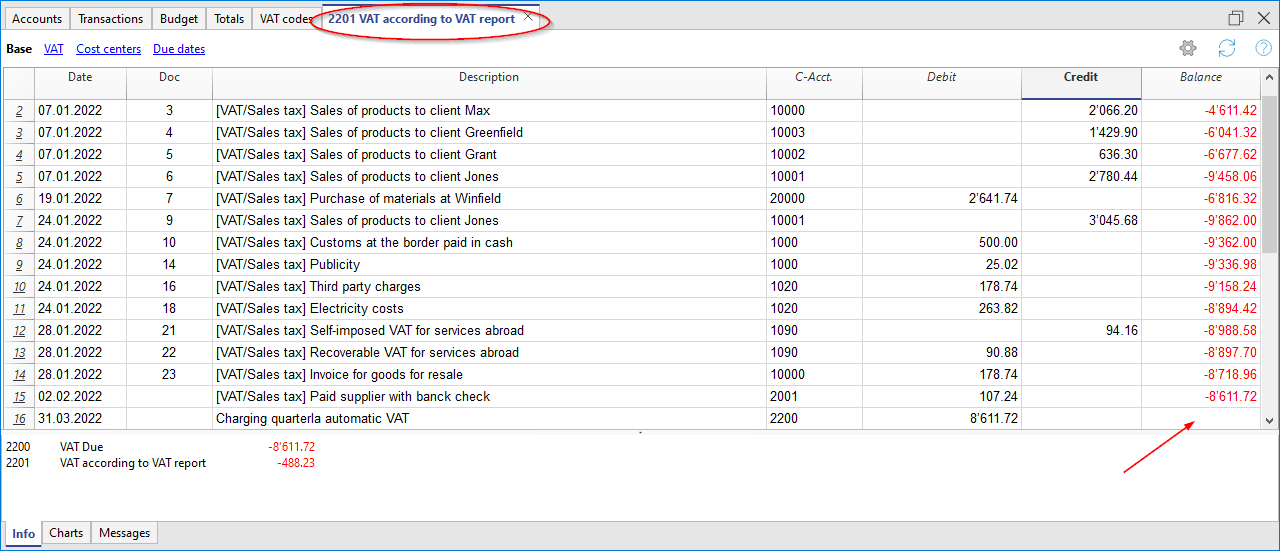 Accounts Transactions Budget Totals VAT codes 2201 VAT according to VAT report
Base VAT Cost centers Due dates
Date Doc Description C-Acct. Debit Credit Balance
2 07.01.2022 3 [VAT/Sales tax] Sales of products to client Max 10000 2'066.20 -4'611.42
3 07.01.2022 4 [VAT/Sales tax] Sales of products to client Greenfield 10003 1'429.90 -6'041.32
4 07.01.2022 5 [VAT/Sales tax] Sales of products to client Grant 10002 636.30 -6'677.62
5 07.01.2022 6 [VAT/Sales tax] Sales of products to client Jones 10001 2'780.44 -9'458.06
6 19.01.2022 7 [VAT/Sales tax] Purchase of materials at Winfield 20000 2'641.74 -6'816.32
7 24.01.2022 9 [VAT/Sales tax] Sales of products to client Jones 10001 3'045.68 -9'862.00
8 24.01.2022 10 [VAT/Sales tax] Customs at the border paid in cash 1000 500.00 -9'362.00
9 24.01.2022 14 [VAT/Sales tax] Publicity 1000 25.02 -9'336.98
10 24.01.2022 16 [VAT/Sales tax] Third party charges 1020 178.74 -9'158.24
11 24.01.2022 18 [VAT/Sales tax] Electricity costs 1020 263.82 -8'894.42
12 28.01.2022 21 [VAT/Sales tax] Self-imposed VAT for services abroad 1090 94.16 -8'988.58
13 28.01.2022 22 [VAT/Sales tax] Recoverable VAT for services abroad 1090 90.88 -8'897.70
14 28.01.2022 23 [VAT/Sales tax] Invoice for goods for resale 10000 178.74 -8'718.96
15 02.02.2022 [VAT/Sales tax] Paid supplier with banck check 2001 107.24 -8'611.72
16 31.03.2022 Charging quarterla automatic VAT 2200 8'611.72
2200 VAT Due -8'611.72
2201 VAT according to VAT report -488.23
Info Charts Messages